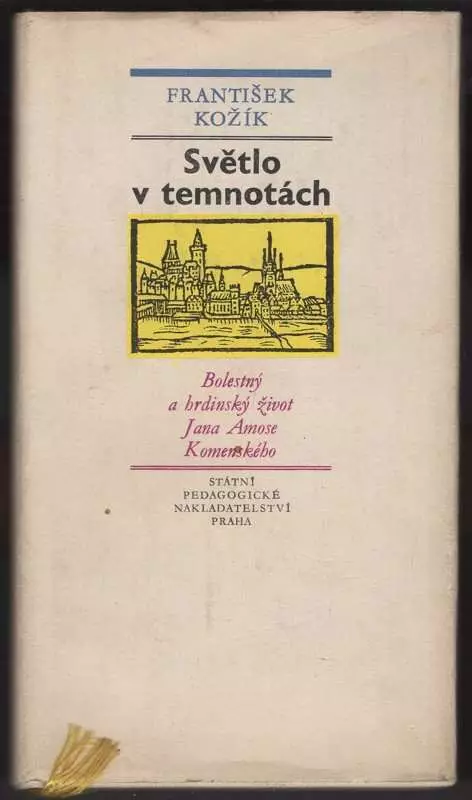 FRANTIŠEK
KOŽÍK
Světlo
v temnotách
Bolestný
a hrdinský život
Jana Amose
Komenského
STÁTNÍ
PEDAGOGICKÉ
NAKLADATELSTVÍ
PRAHA